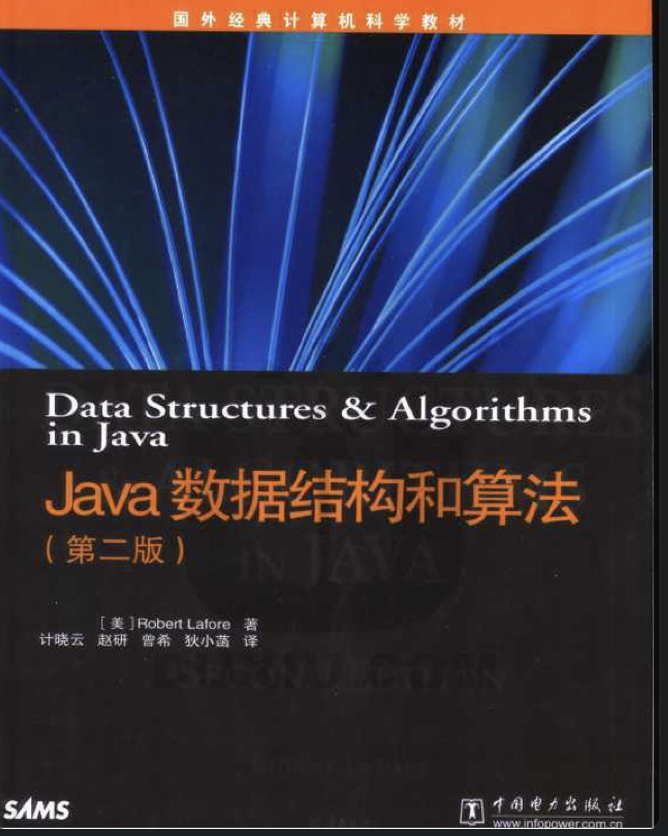 国外经典计算机科学教材
Data Structures & Algorithms
in Java
Java 数据结构和算法
(第二版)
[美]Robert Lafore 著
计晓云 赵研 曾希 狄小菡 译
SAMS
中国电力出版社
www.infopower.com.cn